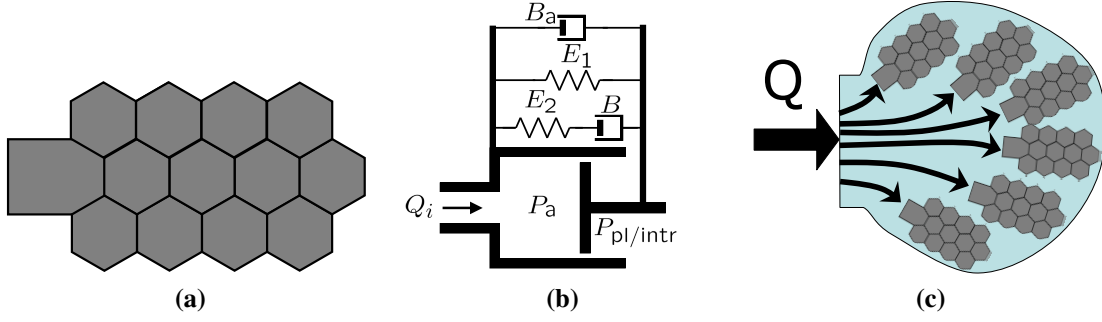 B_a
E_1
E_2 B
Q_i P_a P_pl/intr
Q
(a) (b) (c)